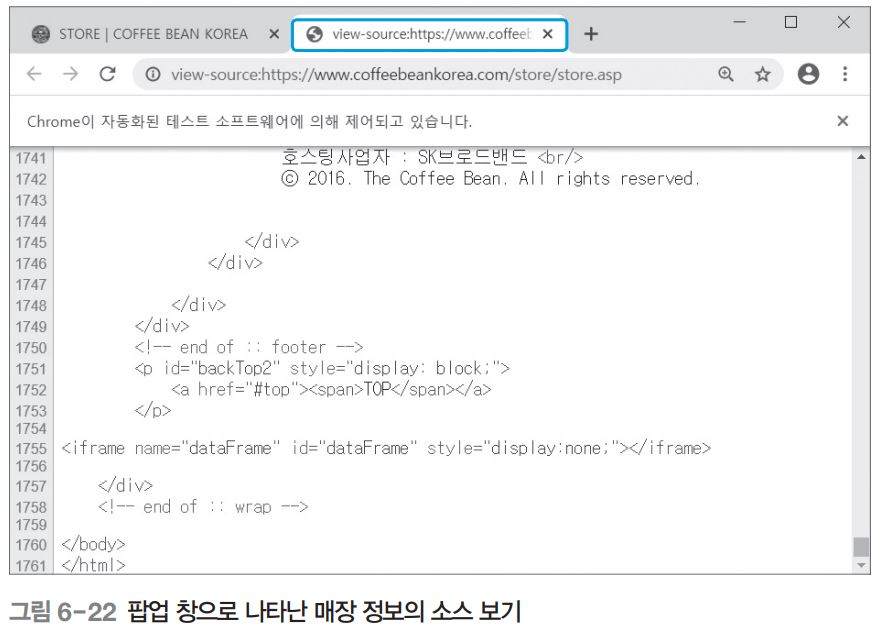 STORE | COFFEE BEAN KOREA
view-source:https://www.coffeeb
view-source:https://www.coffeebeankorea.com/store/store.asp
Chrome이 자동화된 테스트 소프트웨어에 의해 제어되고 있습니다.
1741 호스팅사업자 : SK브로드밴드 <br/>
1742 ⓒ 2016. The Coffee Bean. All rights reserved.
1743
1744
1745 </div>
1746 </div>
1747
1748 </div>
1749 </div>
1750 <!-- end of :: footer -->
1751 <p id="backTop2" style="display: block;">
1752 <a href="#top"><span>TOP</span></a>
1753 </p>
1754
1755 <iframe name="dataFrame" id="dataFrame" style="display:none;"></iframe>
1756
1757 </div>
1758 <!-- end of :: wrap -->
1759
1760 </body>
1761 </html>
그림 6-22 팝업 창으로 나타난 매장 정보의 소스 보기